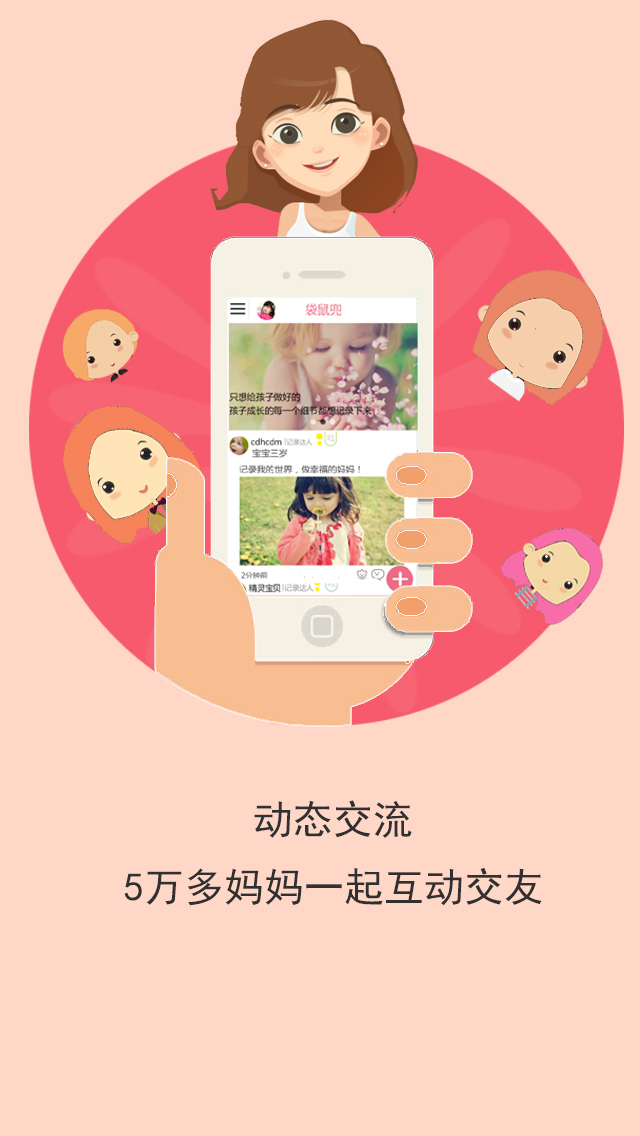 袋鼠兜
只想给孩子做好的
孩子成长的每一个细节都想记录下来
cdhcdm 记录达人
宝宝三岁
记录我的世界，做幸福的妈妈！
2分钟前
精灵宝贝 记录达人
动态交流
5万多妈妈一起互动交友